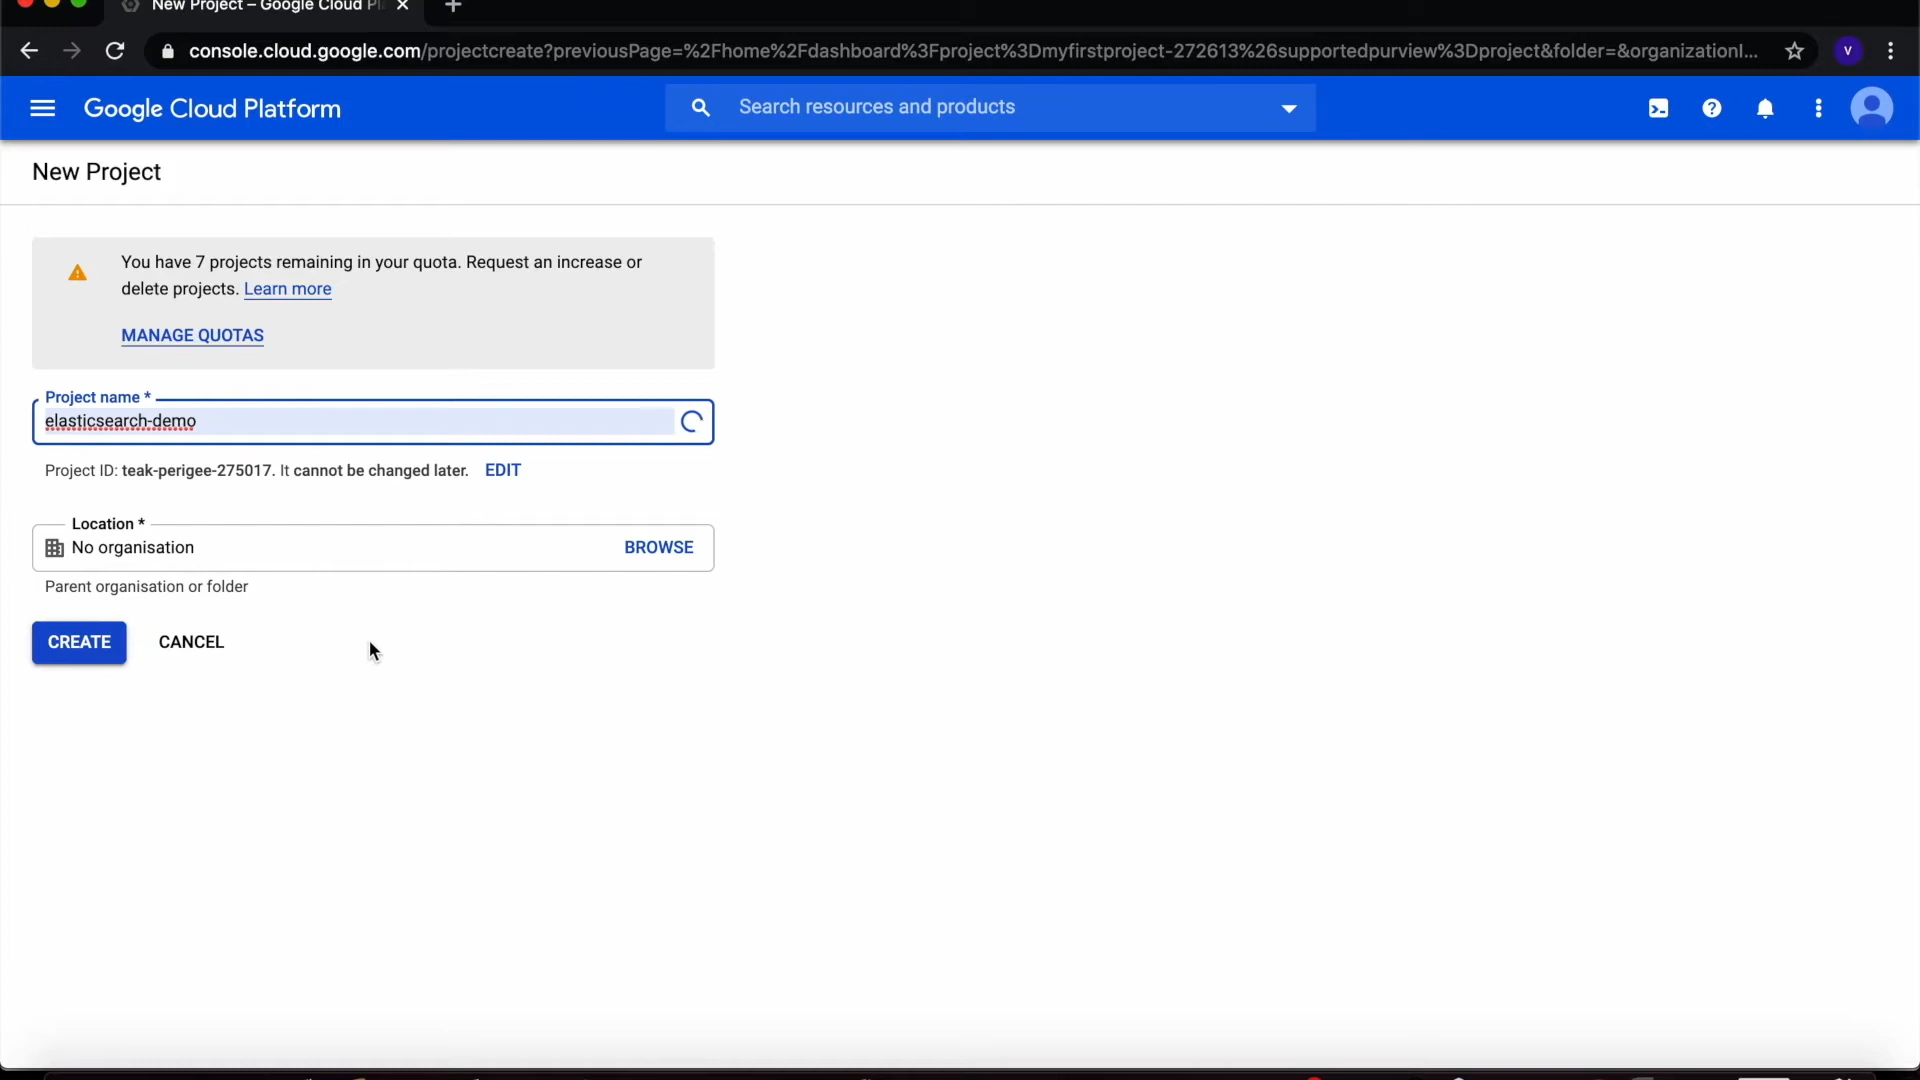 New Project – Google Cloud Pl
console.cloud.google.com/projectcreate?previousPage=%2Fhome%2Fdashboard%3Fproject%3Dmyfirstproject-272613%26supportedpurview%3Dproject&folder=&organizationI...
V
Google Cloud Platform
Search resources and products
New Project
You have 7 projects remaining in your quota. Request an increase or
delete projects. Learn more
MANAGE QUOTAS
Project name *
elasticsearch-demo
Project ID: teak-perigee-275017. It cannot be changed later. EDIT
Location *
No organisation BROWSE
Parent organisation or folder
CREATE CANCEL